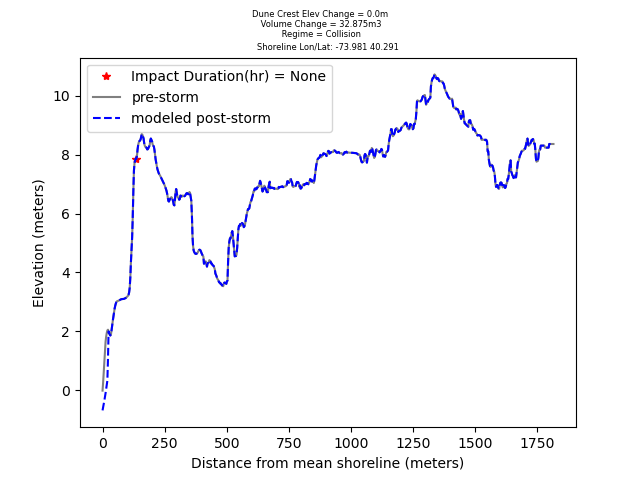 Dune Crest Elev Change = 0.0m
Volume Change = 32.875m3
Regime = Collision
Shoreline Lon/Lat: -73.981 40.291
Impact Duration(hr) = None
pre-storm
modeled post-storm
10
8
6
4
2
0
Elevation (meters)
0 250 500 750 1000 1250 1500 1750
Distance from mean shoreline (meters)